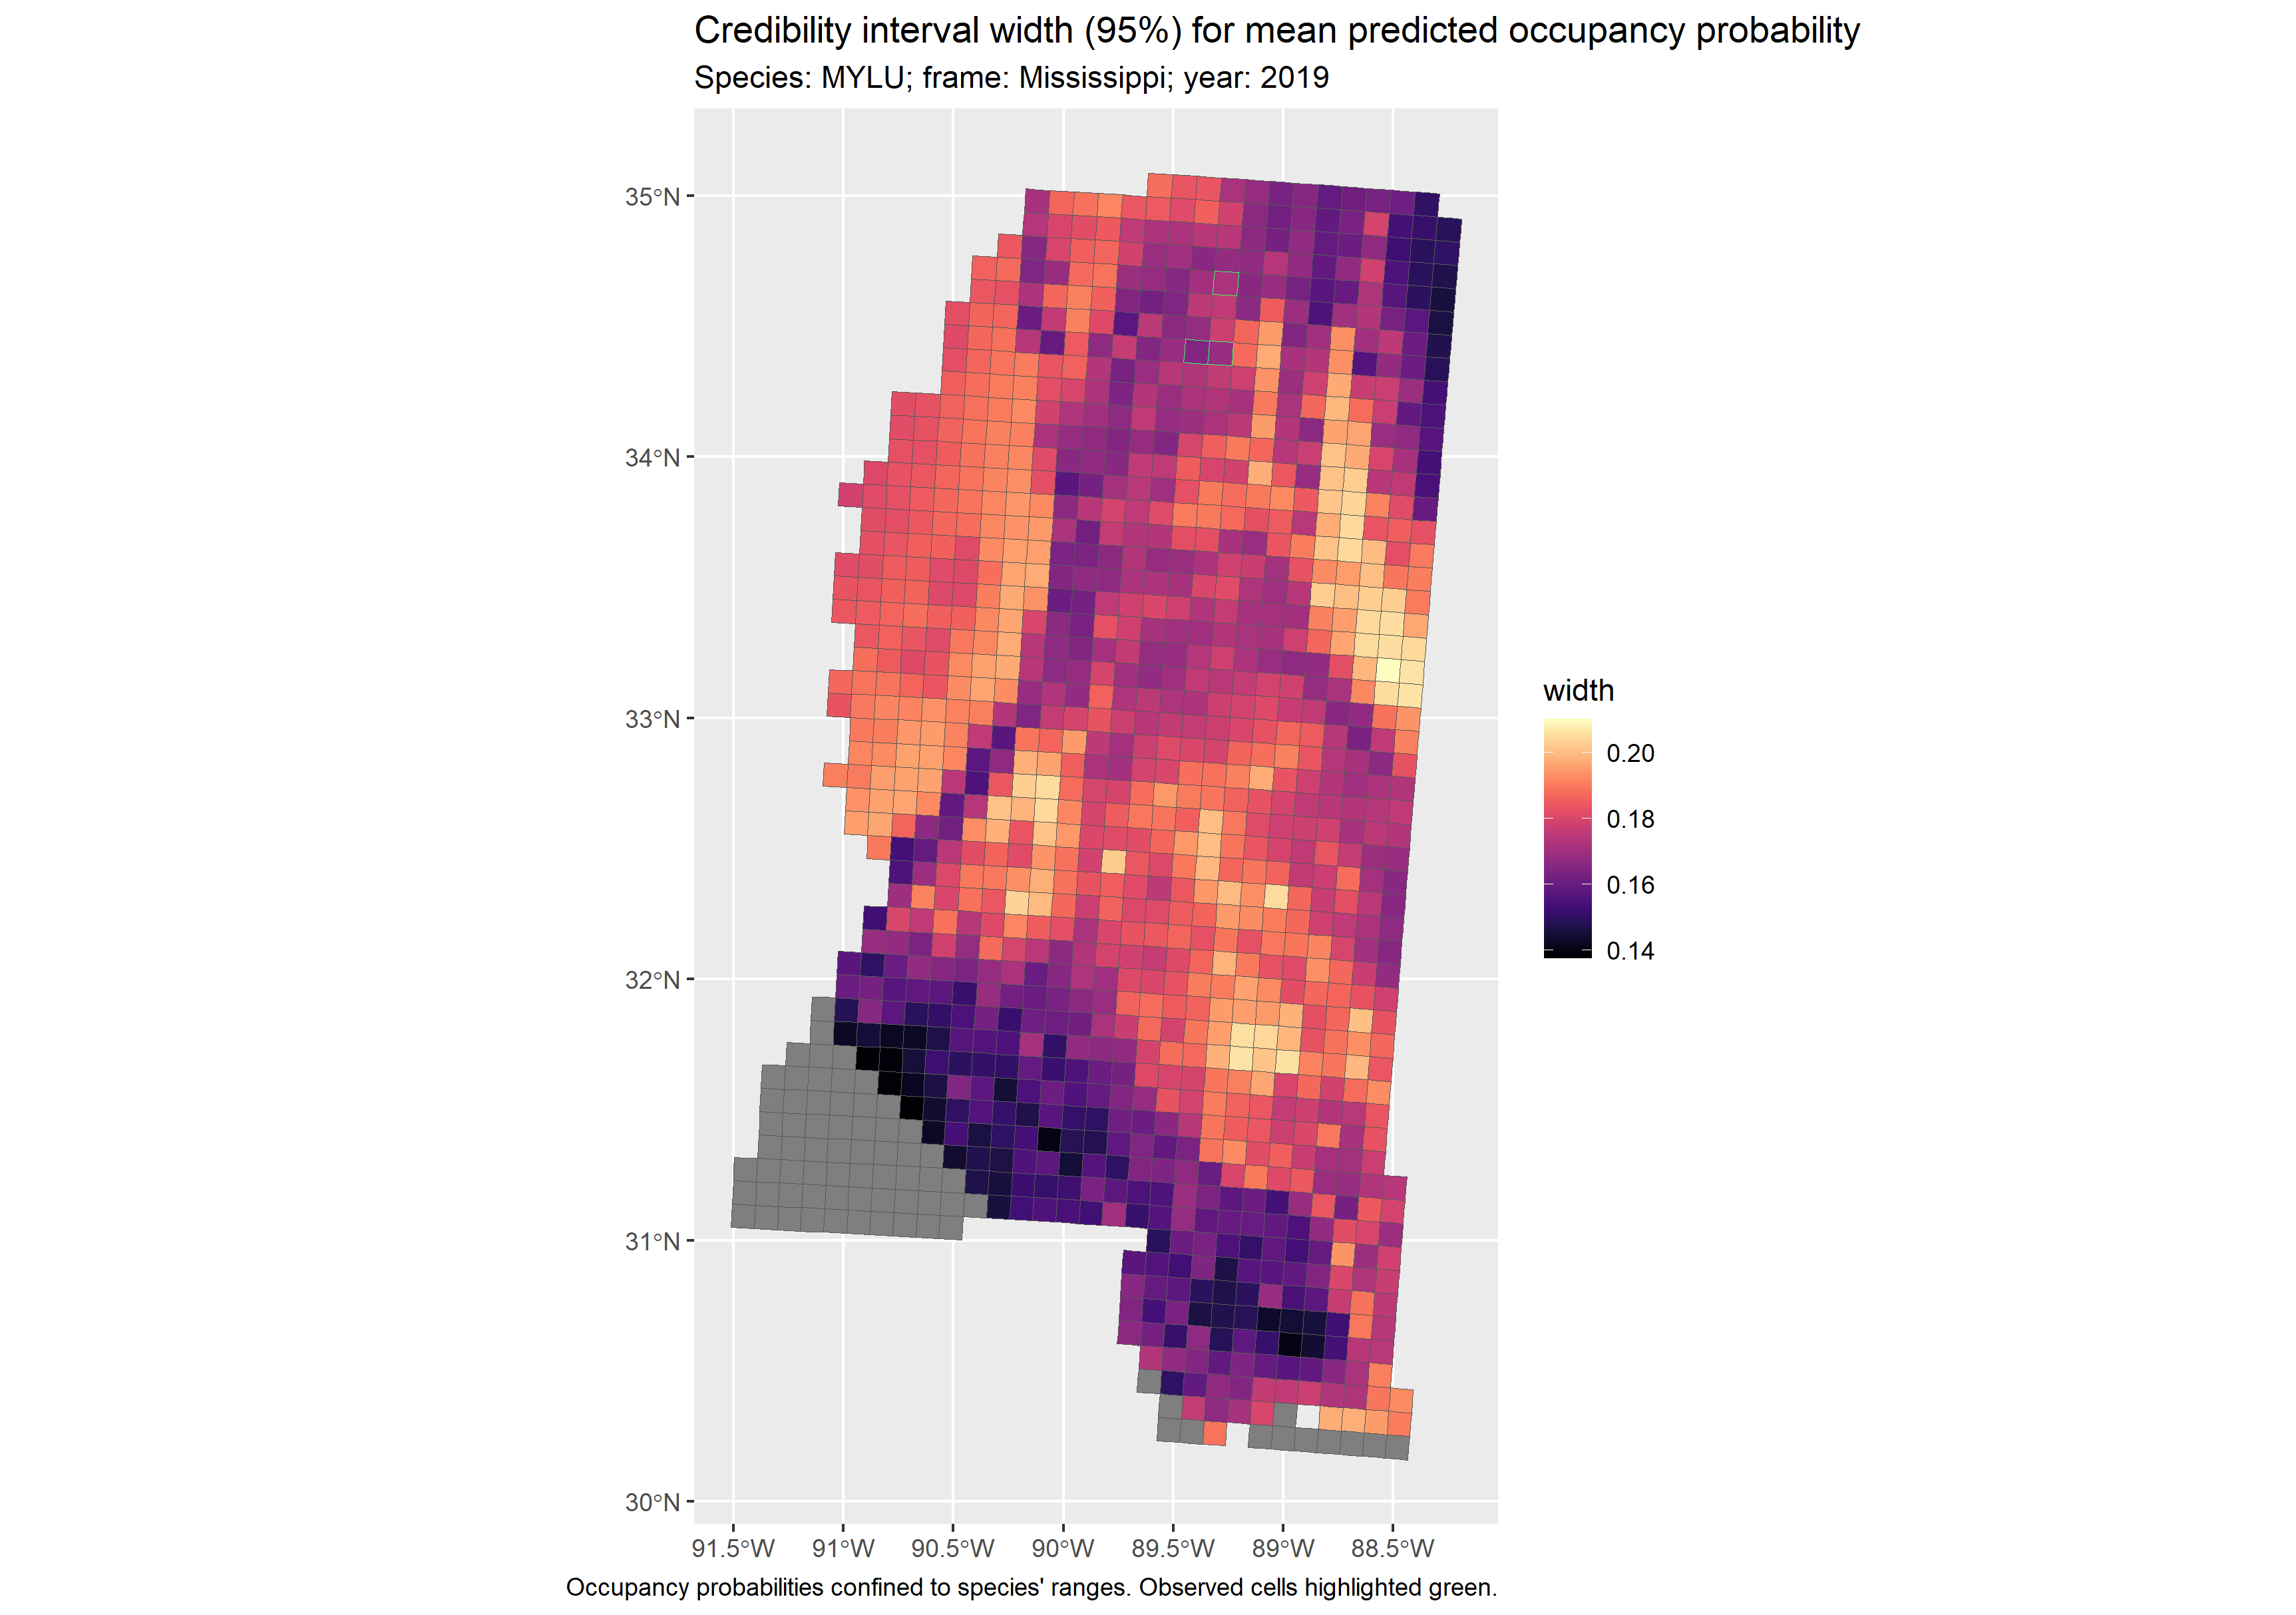 Credibility interval width (95%) for mean predicted occupancy probability
Species: MYLU; frame: Mississippi; year: 2019
35°N
34°N
33°N
32°N
31°N
30°N
91.5°W 91°W 90.5°W 90°W 89.5°W 89°W 88.5°W
width
0.20
0.18
0.16
0.14
Occupancy probabilities confined to species' ranges. Observed cells highlighted green.